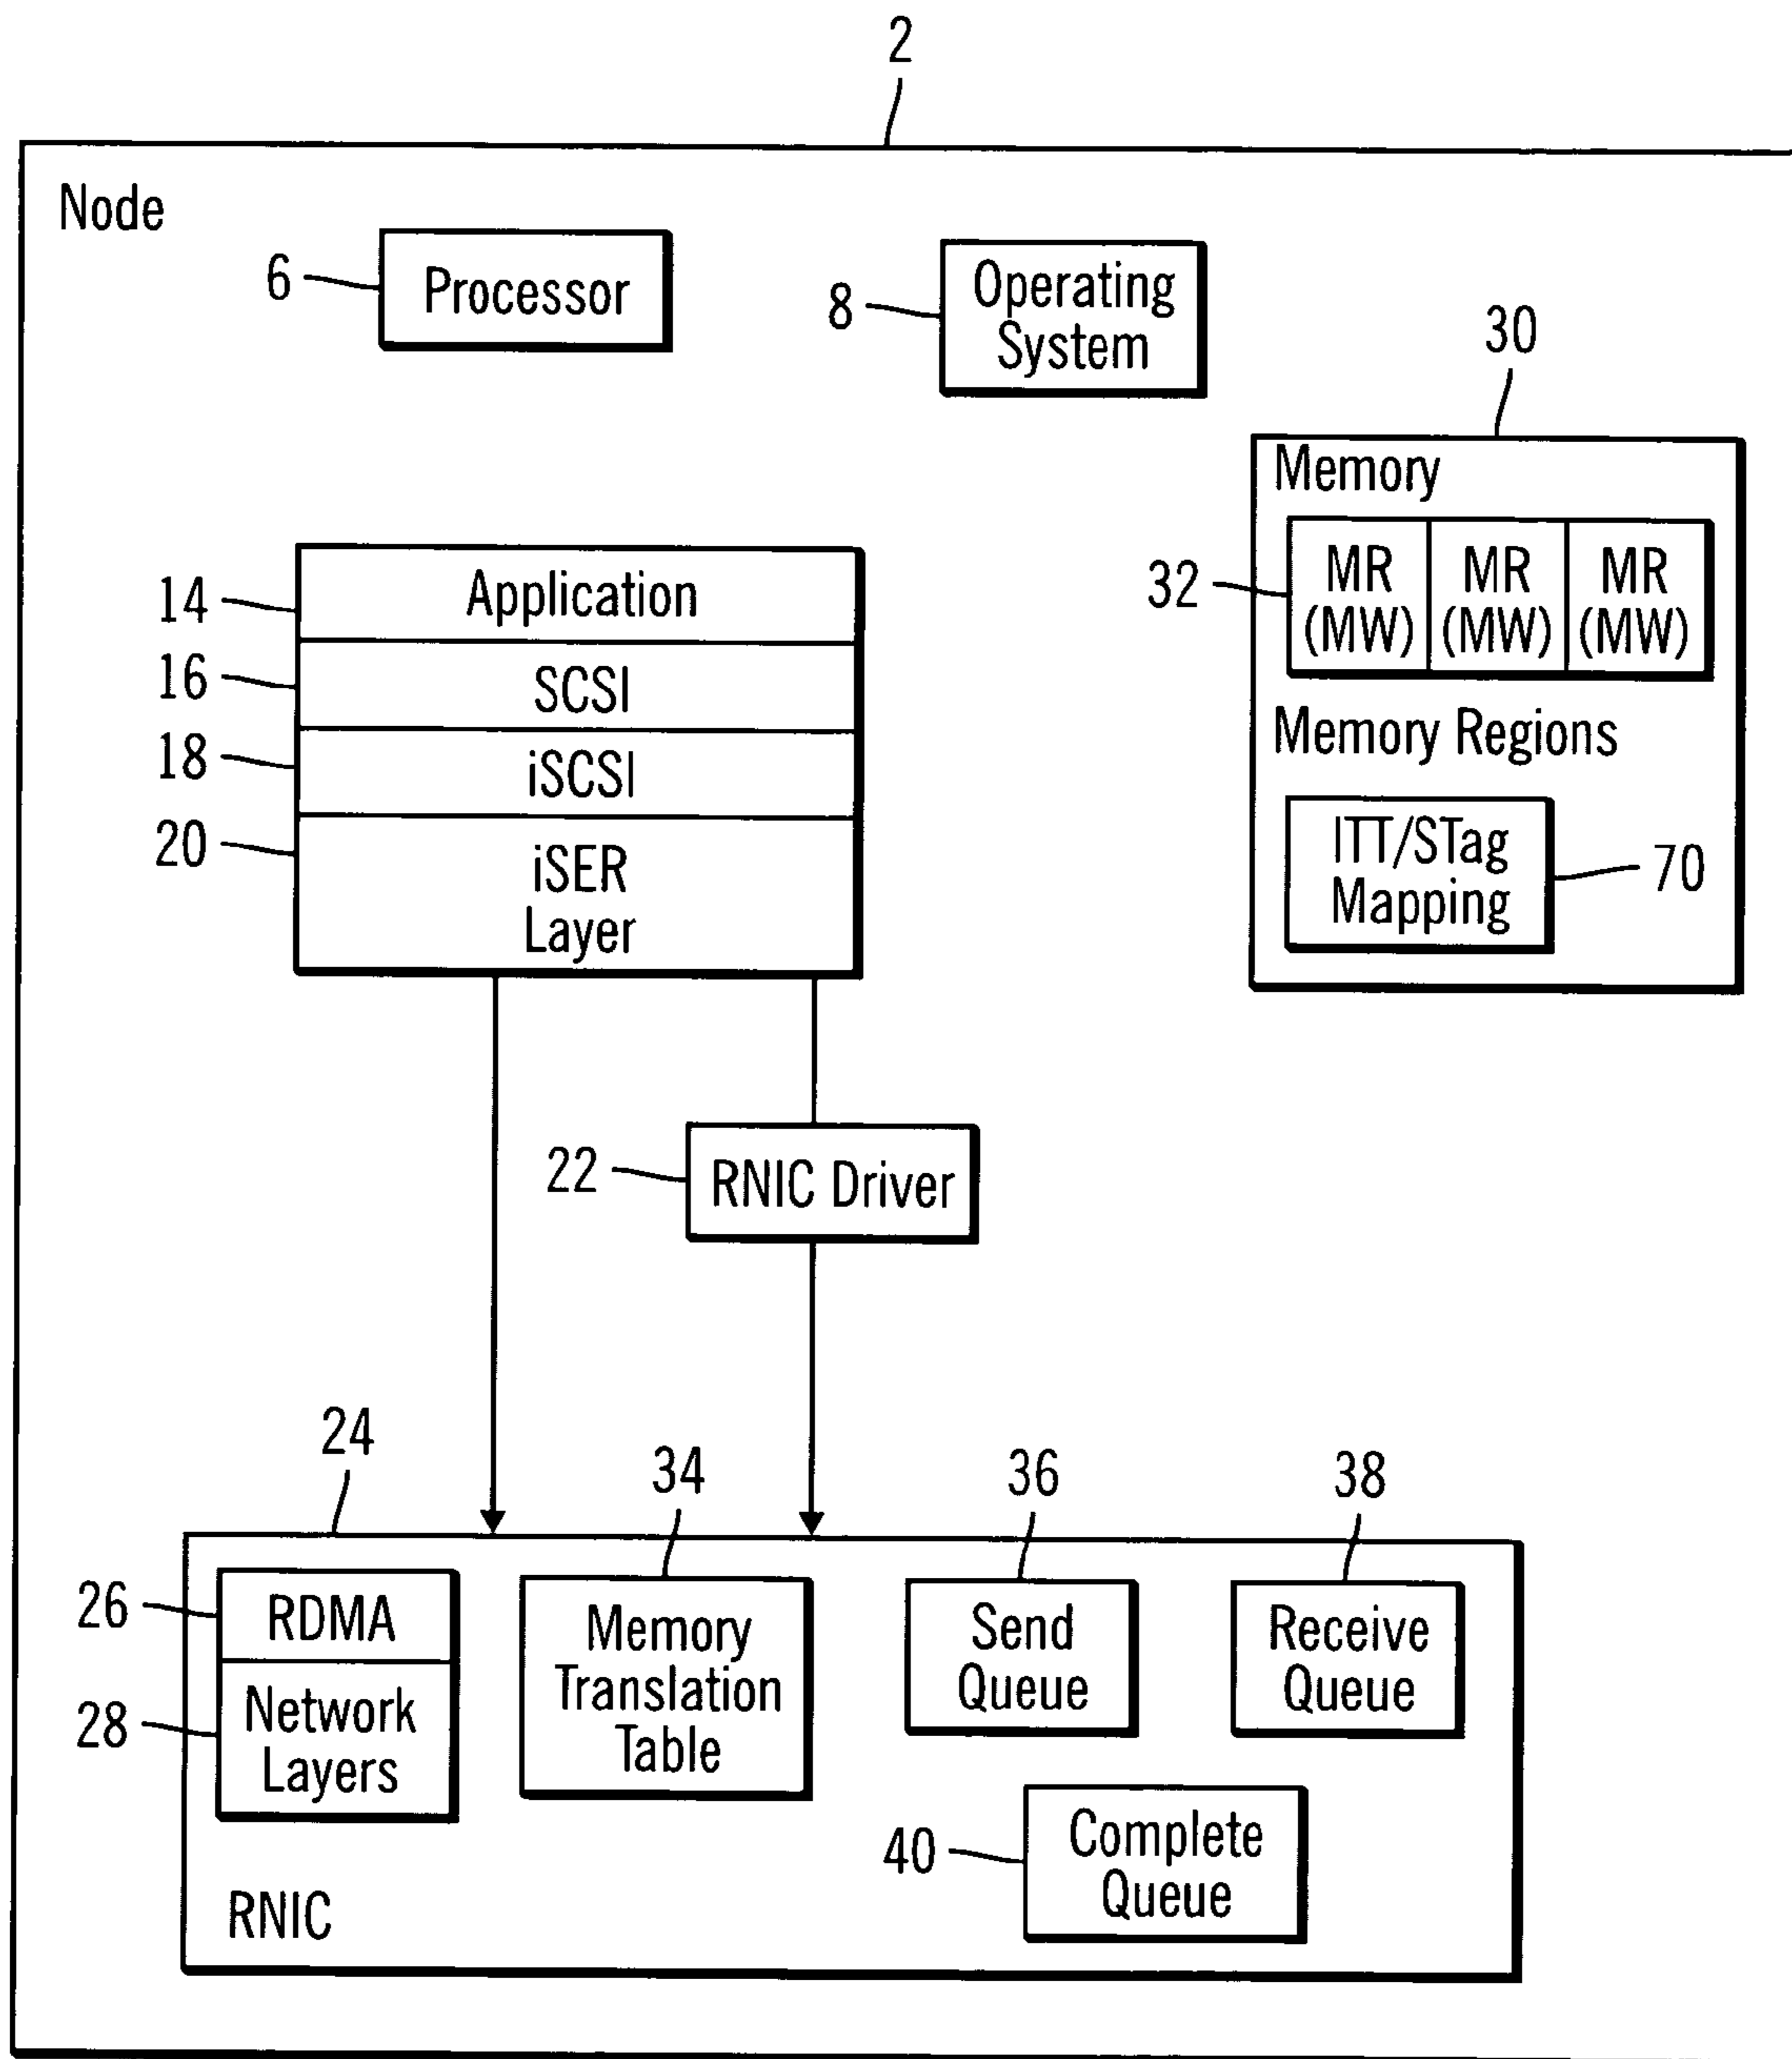 2
Node
6
Processor
8
Operating
System
30
Memory
32
MR
(MW)
MR
(MW)
MR
(MW)
Memory Regions
ITT/STag
Mapping
70
14
Application
16
SCSI
18
iSCSI
20
iSER
Layer
22
RNIC Driver
24
34
36
38
26
RDMA
28
Network
Layers
Memory
Translation
Table
Send
Queue
Receive
Queue
40
Complete
Queue
RNIC